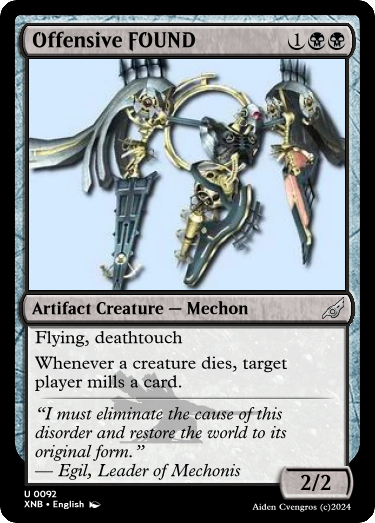 Offensive FOUND 1
Artifact Creature — Mechon
Flying, deathtouch
Whenever a creature dies, target
player mills a card.
“I must eliminate the cause of this
disorder and restore the world to its
original form.”
— Egil, Leader of Mechonis
2/2
U 0092
XNB • English
Aiden Cvengros (c)2024